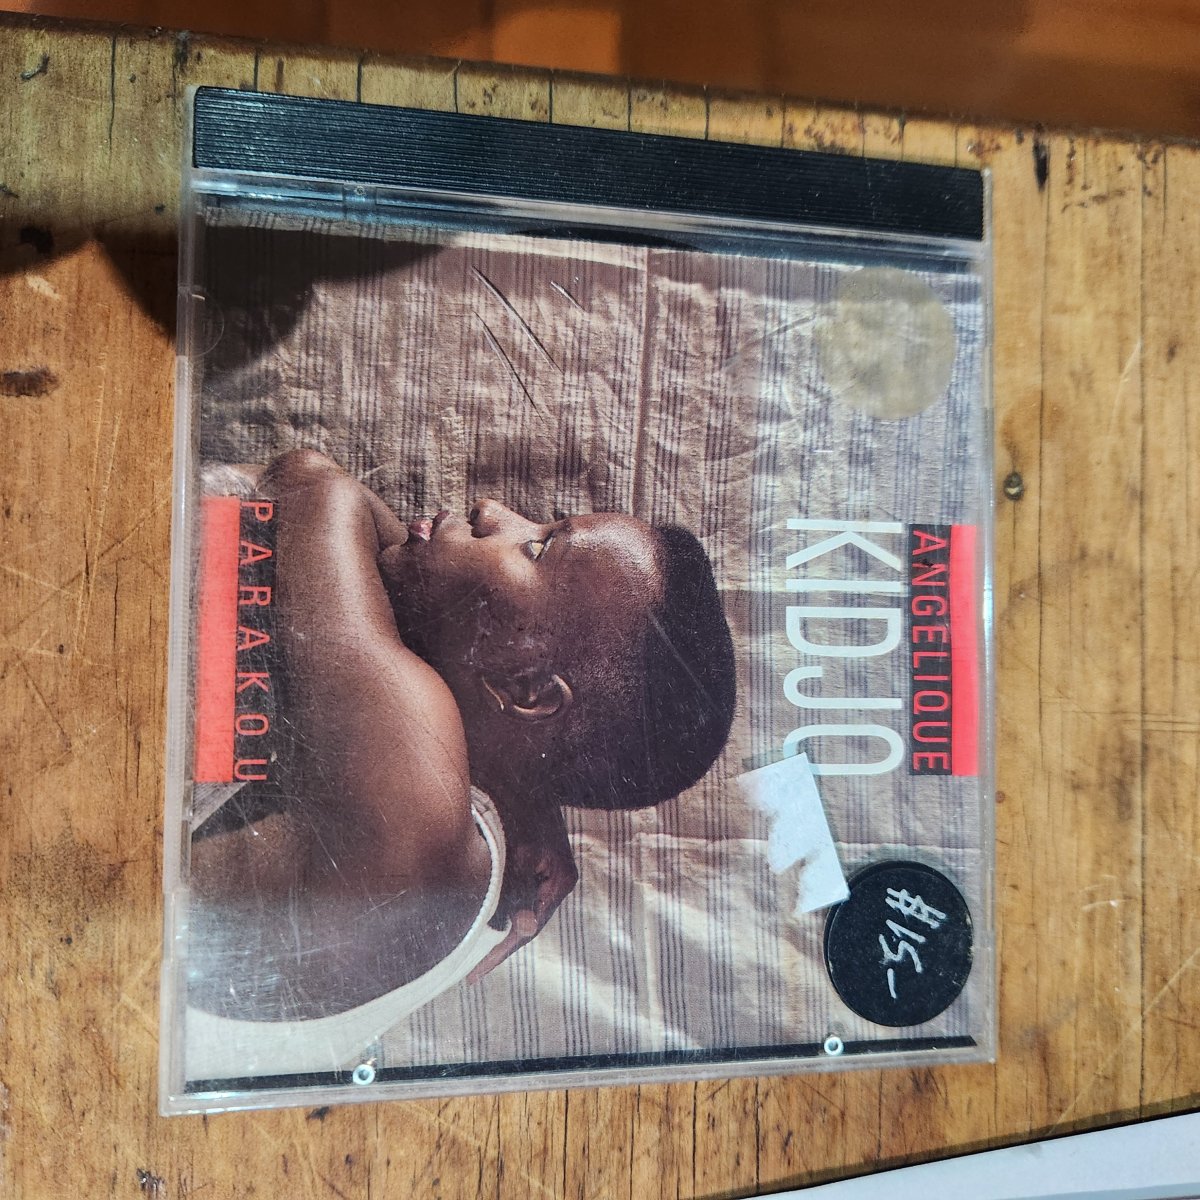 ANGELIQUE
KIDJO
$15-
PARAKOU